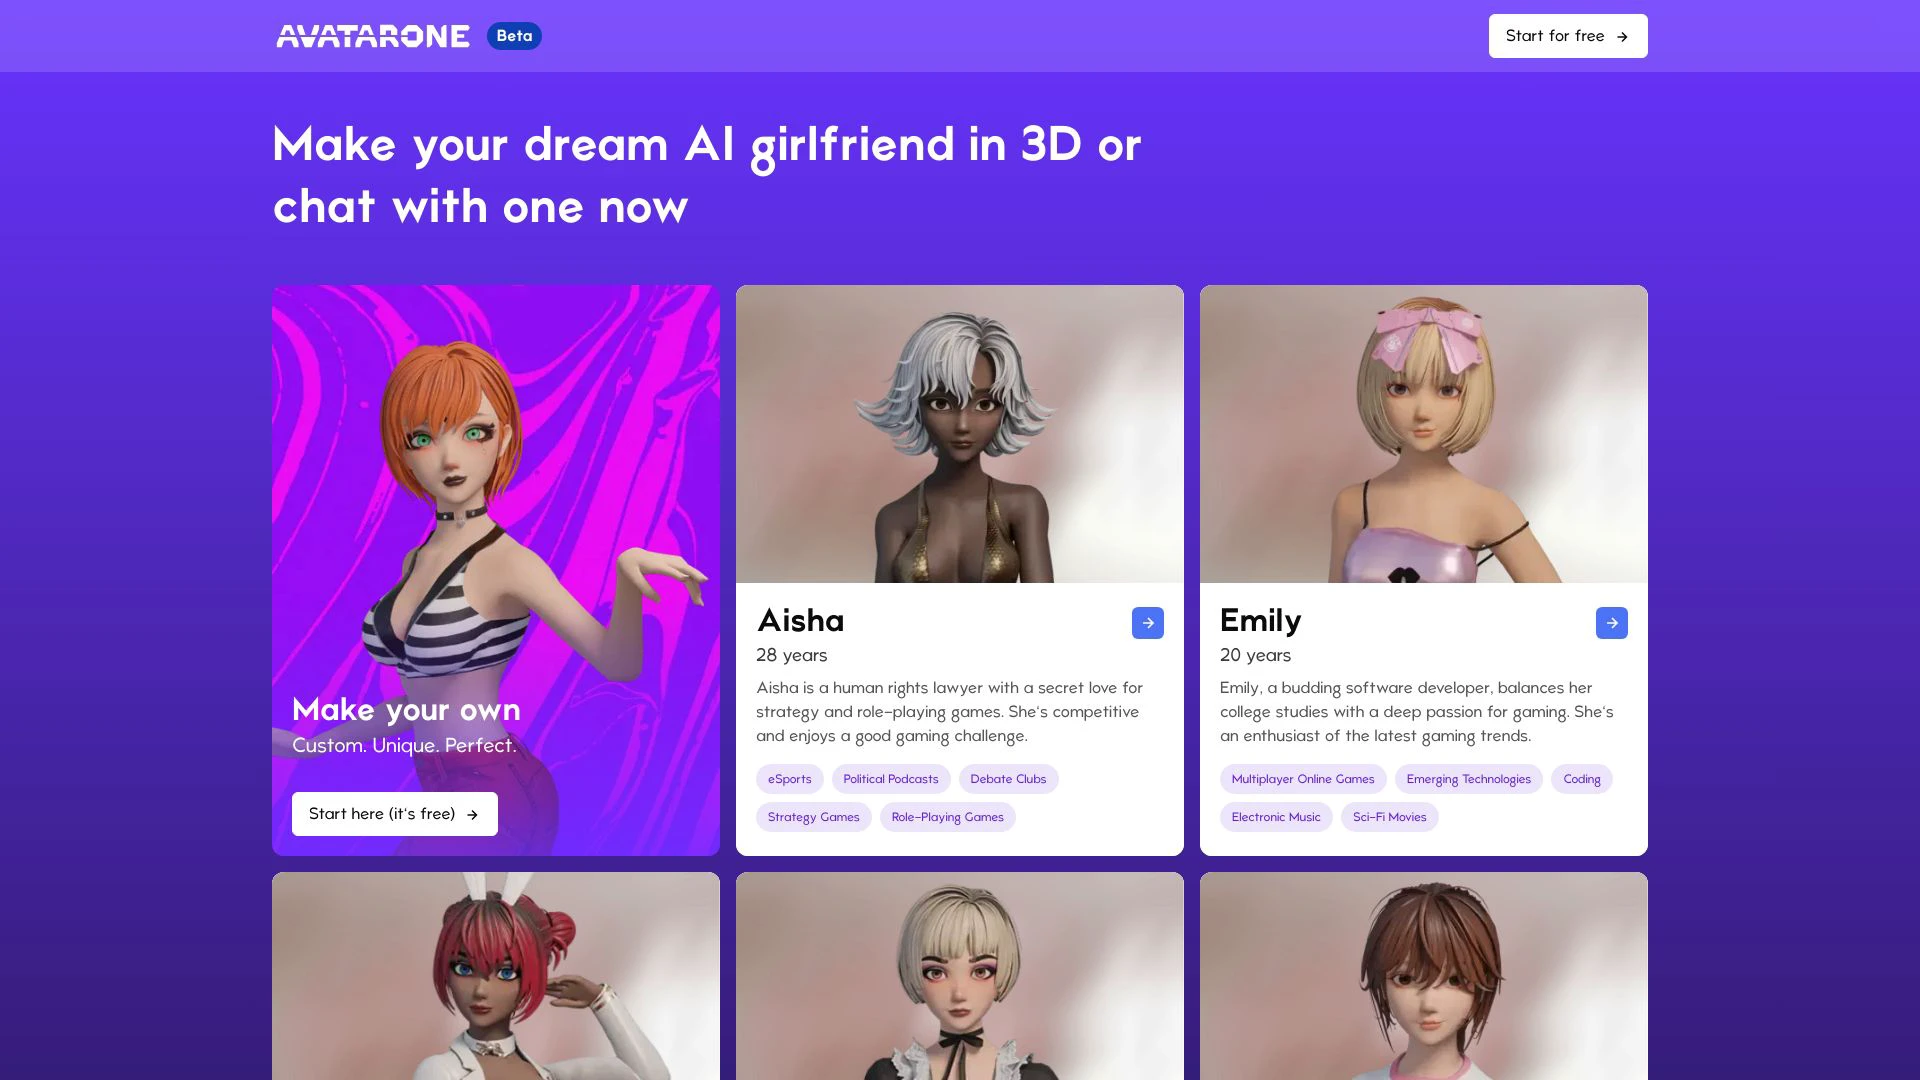 AVATARONE
Beta
Start for free
Make your dream AI girlfriend in 3D or
chat with one now
Make your own
Custom. Unique. Perfect.
Start here (it's free)
Aisha
28 years
Aisha is a human rights lawyer with a secret love for
strategy and role-playing games. She's competitive
and enjoys a good gaming challenge.
eSports
Political Podcasts
Debate Clubs
Strategy Games
Role-Playing Games
Emily
20 years
Emily, a budding software developer, balances her
college studies with a deep passion for gaming. She's
an enthusiast of the latest gaming trends.
Multiplayer Online Games
Emerging Technologies
Coding
Electronic Music
Sci-Fi Movies